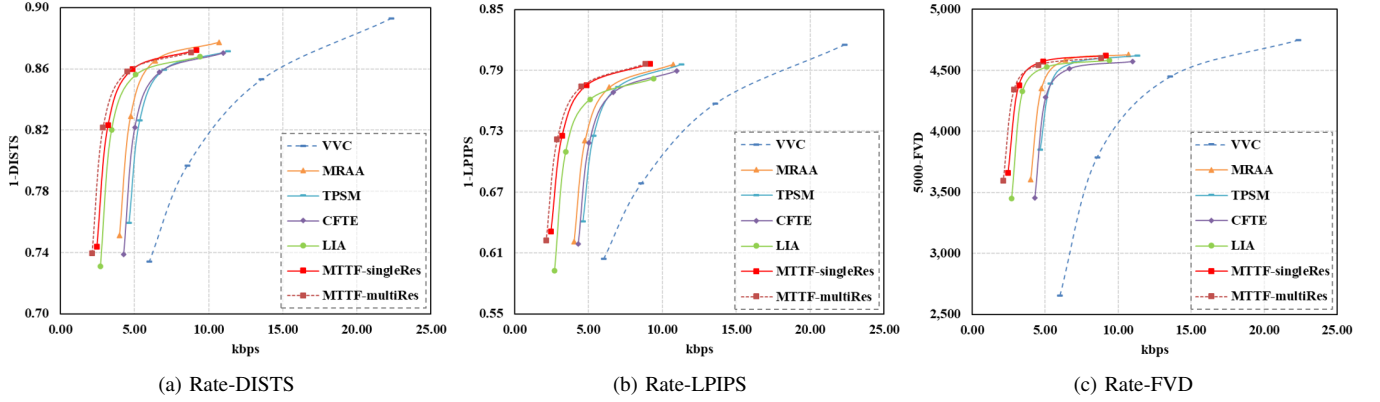 0.90
0.86
0.82
0.78
0.74
0.70
1-DISTS
0.00 5.00 10.00 15.00 20.00 25.00
kbps
VVC
MRAA
TPSM
CFTE
LIA
MTTF-singleRes
MTTF-multiRes
(a) Rate-DISTS
0.85
0.79
0.73
0.67
0.61
0.55
1-LPIPS
0.00 5.00 10.00 15.00 20.00 25.00
kbps
VVC
MRAA
TPSM
CFTE
LIA
MTTF-singleRes
MTTF-multiRes
(b) Rate-LPIPS
5,000
4,500
4,000
3,500
3,000
2,500
5000-FVD
0.00 5.00 10.00 15.00 20.00 25.00
kbps
VVC
MRAA
TPSM
CFTE
LIA
MTTF-singleRes
MTTF-multiRes
(c) Rate-FVD